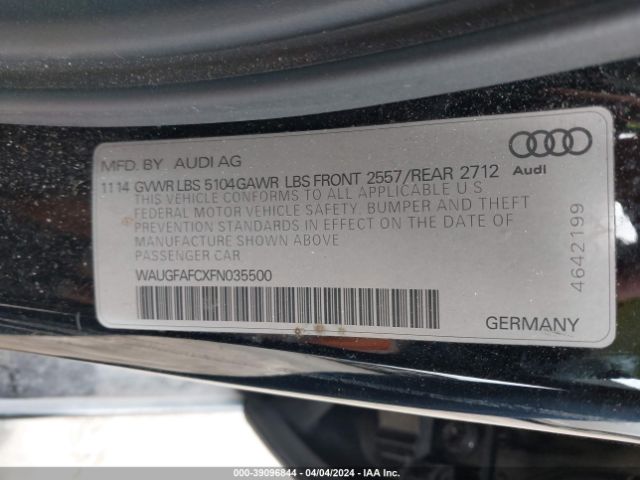 MFD. BY AUDI AG
1114 GVWR LBS 5104GAWR LBS FRONT 2557/REAR 2712
Audi
THIS VEHICLE CONFORMS TO ALL APPLICABLE U S
FEDERAL MOTOR VEHICLE SAFETY, BUMPER AND THEFT
PREVENTION STANDARDS IN EFFECT ON THE DATE OF
MANUFACTURE SHOWN ABOVE
PASSENGER CAR
WAUGFAFCXFN035500
4642199
GERMANY
000-39096844 - 04/04/2024 - IAAI.COM